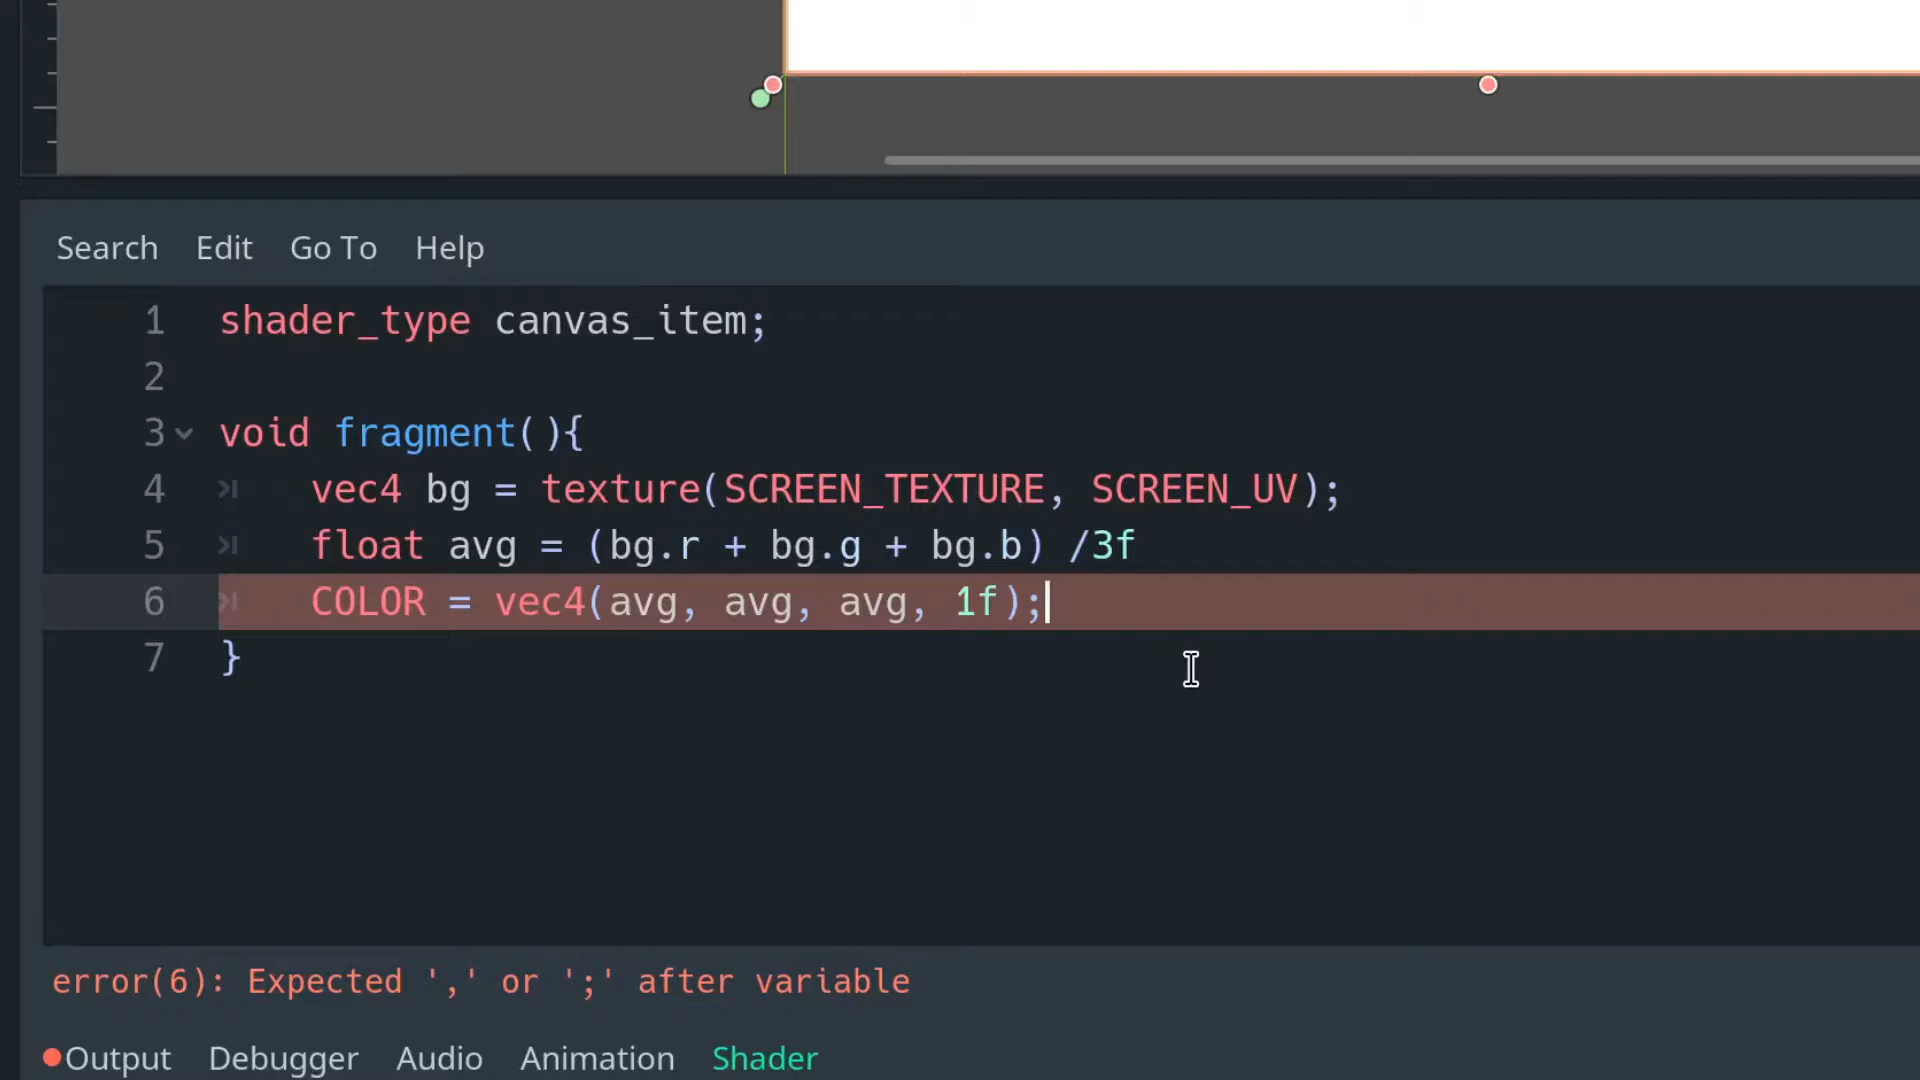 Search Edit Go To Help
1 shader_type canvas_item;
2
3 void fragment(){
4 vec4 bg = texture(SCREEN_TEXTURE, SCREEN_UV);
5 float avg = (bg.r + bg.g + bg.b) /3f
6 COLOR = vec4(avg, avg, avg, 1f);
7 }
error(6): Expected ',' or ';' after variable
Output Debugger Audio Animation Shader